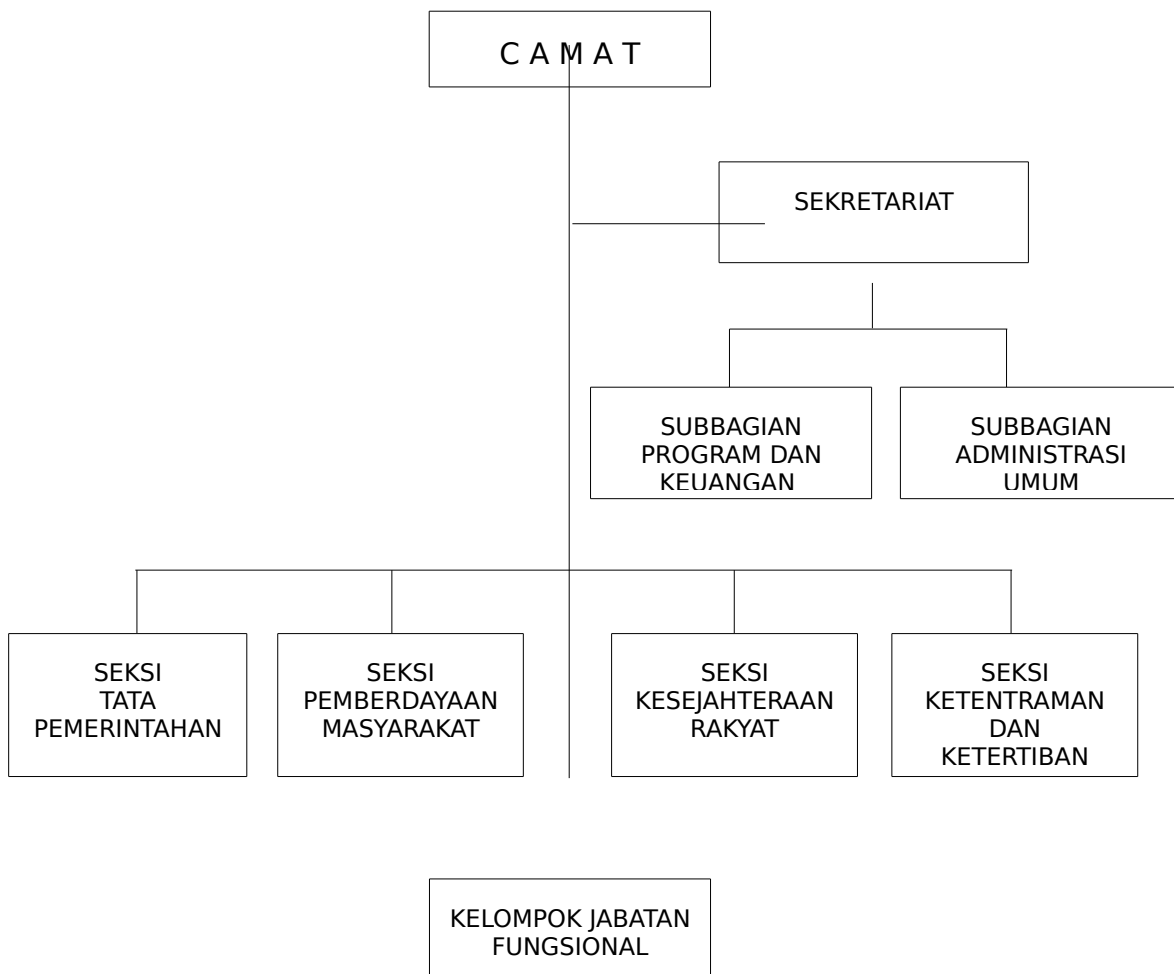 C A M A T
SEKRETARIAT
SUBBAGIAN
PROGRAM DAN
KEUANGAN
SUBBAGIAN
ADMINISTRASI
UMUM
SEKSI
TATA
PEMERINTAHAN
SEKSI
PEMBERDAYAAN
MASYARAKAT
SEKSI
KESEJAHTERAAN
RAKYAT
SEKSI
KETENTRAMAN
DAN
KETERTIBAN
KELOMPOK JABATAN
FUNGSIONAL